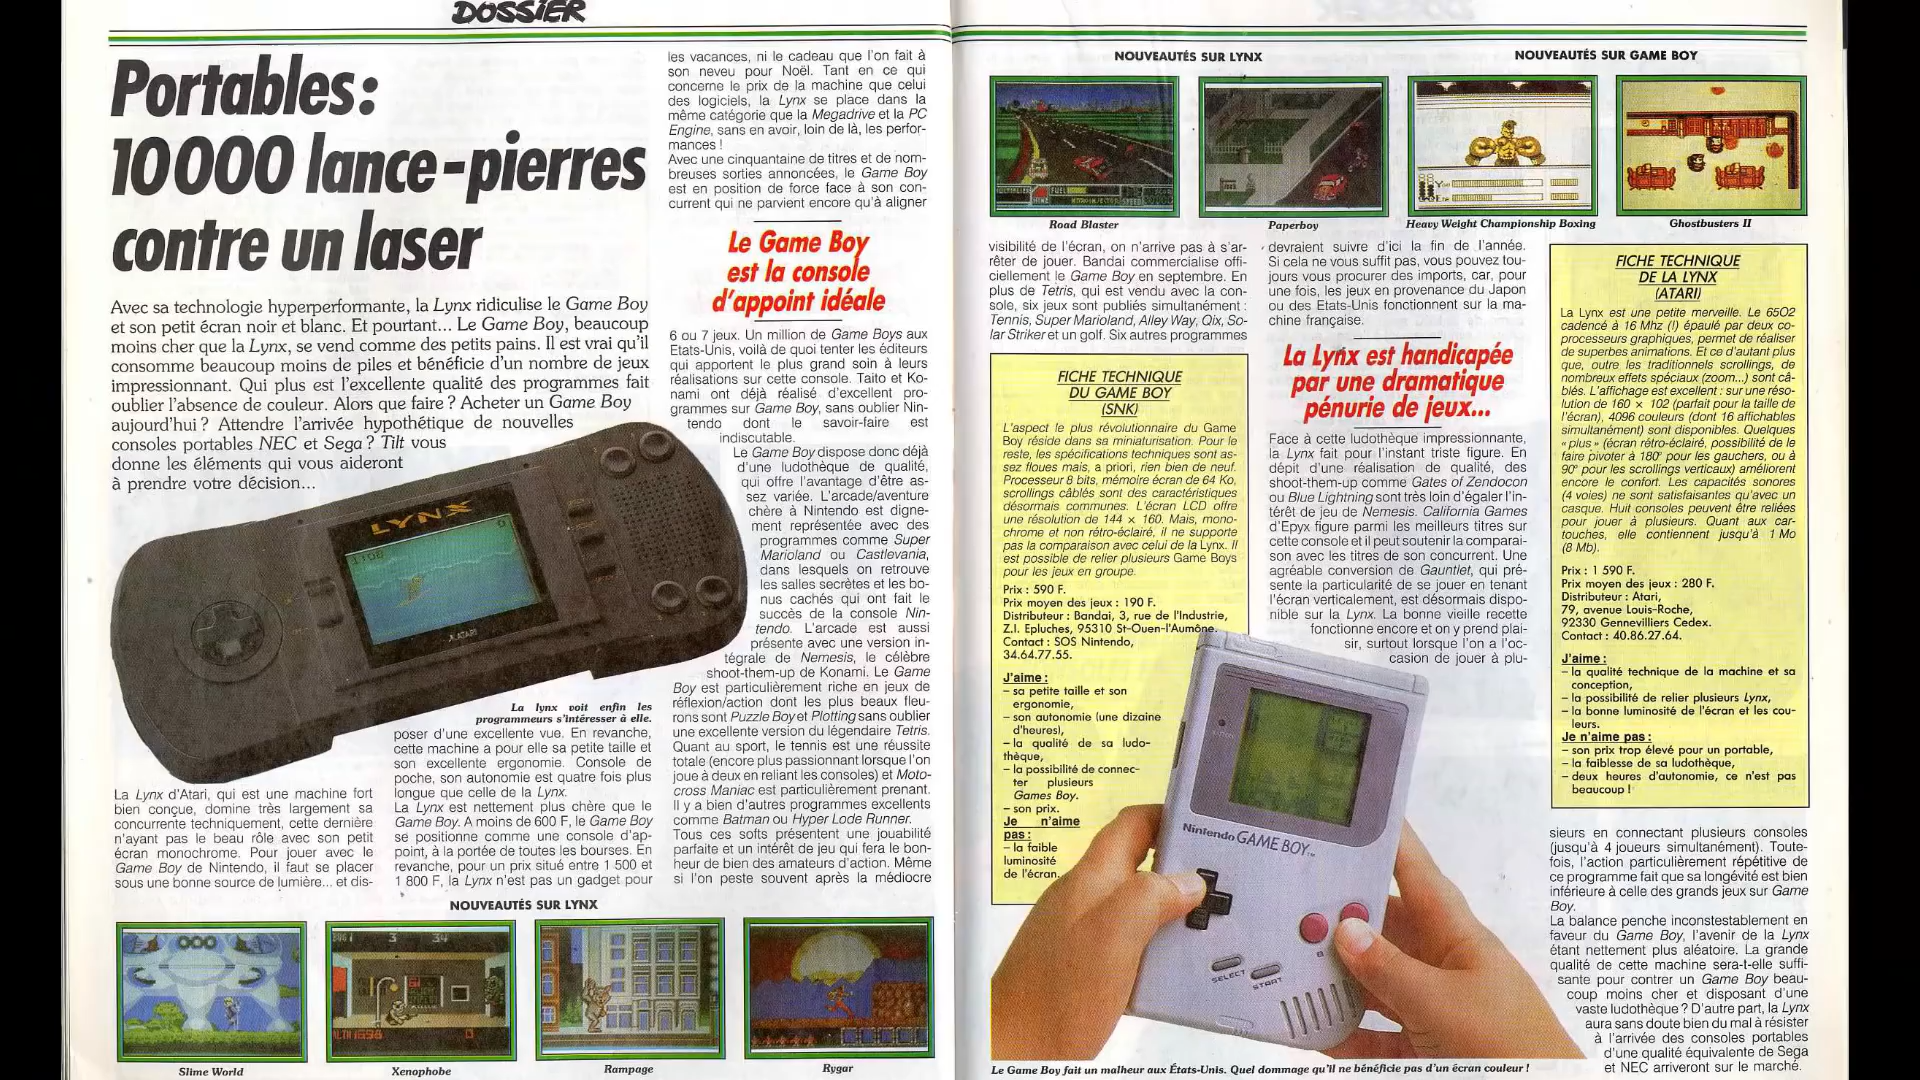 DOSSIER
Portables:
10000 lance-pierres
contre un laser
Avec sa technologie hyperperformante, la Lynx ridiculise le Game Boy
et son petit écran noir et blanc. Et pourtant... Le Game Boy, beaucoup
moins cher que la Lynx, se vend comme des petits pains. Il est vrai qu'il
consomme beaucoup moins de piles et bénéficie d'un nombre de jeux
impressionnant. Qui plus est l'excellente qualité des programmes fait
oublier l'absence de couleur. Alors que faire ? Acheter un Game Boy
aujourd'hui ? Attendre l'arrivée hypothétique de nouvelles
consoles portables NEC et Sega ? Tilt vous
donne les éléments qui vous aideront
à prendre votre décision...
LYNX
ATARI
La lynx voit enfin les
programmeurs s'intéresser à elle.
La Lynx d'Atari, qui est une machine fort
bien conçue, domine très largement sa
concurrente techniquement, cette dernière
n'ayant pas le beau rôle avec son petit
écran monochrome. Pour jouer avec le
Game Boy de Nintendo, il faut se placer
sous une bonne source de lumière... et dis-
poser d'une excellente vue. En revanche,
cette machine a pour elle sa petite taille et
son excellente ergonomie. Console de
poche, son autonomie est quatre fois plus
longue que celle de la Lynx.
La Lynx est nettement plus chère que le
Game Boy. A moins de 600 F, le Game Boy
se positionne comme une console d'ap-
point, à la portée de toutes les bourses. En
revanche, pour un prix situé entre 1 500 et
1 800 F, la Lynx n'est pas un gadget pour
les vacances, ni le cadeau que l'on fait à
son neveu pour Noël. Tant en ce qui
concerne le prix de la machine que celui
des logiciels, la Lynx se place dans la
même catégorie que la Megadrive et la PC
Engine, sans en avoir, loin de là, les perfor-
mances !
Avec une cinquantaine de titres et de nom-
breuses sorties annoncées, le Game Boy
est en position de force face à son con-
current qui ne parvient encore qu'à aligner
Le Game Boy
est la console
d'appoint idéale
6 ou 7 jeux. Un million de Game Boys aux
Etats-Unis, voilà de quoi tenter les éditeurs
qui apportent le plus grand soin à leurs
réalisations sur cette console. Taito et Ko-
nami ont déjà réalisé d'excellent pro-
grammes sur Game Boy, sans oublier Nin-
tendo dont le savoir-faire est
indiscutable.
Le Game Boy dispose donc déjà
d'une ludothèque de qualité,
qui offre l'avantage d'être as-
sez variée. L'arcade/aventure
chère à Nintendo est digne-
ment représentée avec des
programmes comme Super
Marioland ou Castlevania,
dans lesquels on retrouve
les salles secrètes et les bo-
nus cachés qui ont fait le
succès de la console Nin-
tendo. L'arcade est aussi
présente avec une version in-
tégrale de Nemesis, le célèbre
shoot-them-up de Konami. Le Game
Boy est particulièrement riche en jeux de
réflexion/action dont les plus beaux fleu-
rons sont Puzzle Boy et Plotting sans oublier
une excellente version du légendaire Tetris.
Quant au sport, le tennis est une réussite
totale (encore plus passionnant lorsque l'on
joue à deux en reliant les consoles) et Moto-
cross Maniac est particulièrement prenant.
Il y a bien d'autres programmes excellents
comme Batman ou Hyper Lode Runner.
Tous ces softs présentent une jouabilité
parfaite et un intérêt de jeu qui fera le bon-
heur de bien des amateurs d'action. Même
si l'on peste souvent après la médiocre
NOUVEAUTÉS SUR LYNX
Slime World
Xenophobe
Rampage
Rygar
NOUVEAUTÉS SUR LYNX
NOUVEAUTÉS SUR GAME BOY
Road Blaster
Paperboy
Heavy Weight Championship Boxing
Ghostbusters II
visibilité de l'écran, on n'arrive pas à s'ar-
rêter de jouer. Bandai commercialise offi-
ciellement le Game Boy en septembre. En
plus de Tetris, qui est vendu avec la con-
sole, six jeux sont publiés simultanément :
Tennis, Super Marioland, Alley Way, Qix, So-
lar Striker et un golf. Six autres programmes
FICHE TECHNIQUE
DU GAME BOY
(SNK)
L'aspect le plus révolutionnaire du Game
Boy réside dans sa miniaturisation. Pour le
reste, les spécifications techniques sont as-
sez floues mais, a priori, rien bien de neuf.
Processeur 8 bits, mémoire écran de 64 Ko,
scrollings câblés sont des caractéristiques
désormais communes. L'écran LCD offre
une résolution de 144 × 160. Mais, mono-
chrome et non rétro-éclairé, il ne supporte
pas la comparaison avec celui de la Lynx. Il
est possible de relier plusieurs Game Boys
pour les jeux en groupe.
Prix : 590 F.
Prix moyen des jeux : 190 F.
Distributeur : Bandai, 3, rue de l'Industrie,
Z.I. Epluches, 95310 St-Ouen-l'Aumône.
Contact : SOS Nintendo,
34.64.77.55.
J'aime :
– sa petite taille et son
ergonomie,
– son autonomie (une dizaine
d'heures),
– la qualité de sa ludo-
thèque,
– la possibilité de connec-
ter plusieurs
Games Boy.
– son prix.
Je n'aime
pas :
– la faible
luminosité
de l'écran.
devraient suivre d'ici la fin de l'année.
Si cela ne vous suffit pas, vous pouvez tou-
jours vous procurer des imports, car, pour
une fois, les jeux en provenance du Japon
ou des Etats-Unis fonctionnent sur la ma-
chine française.
La Lynx est handicapée
par une dramatique
pénurie de jeux...
Face à cette ludothèque impressionnante,
la Lynx fait pour l'instant triste figure. En
dépit d'une réalisation de qualité, des
shoot-them-up comme Gates of Zendocon
ou Blue Lightning sont très loin d'égaler l'in-
térêt de jeu de Nemesis. California Games
d'Epyx figure parmi les meilleurs titres sur
cette console et il peut soutenir la comparai-
son avec les titres de son concurrent. Une
agréable conversion de Gauntlet, qui pré-
sente la particularité de se jouer en tenant
l'écran verticalement, est désormais dispo-
nible sur la Lynx. La bonne vieille recette
fonctionne encore et on y prend plai-
sir, surtout lorsque l'on a l'oc-
casion de jouer à plu-
Nintendo GAME BOY™
SELECT
START
B
Le Game Boy fait un malheur aux États-Unis. Quel dommage qu'il ne bénéficie pas d'un écran couleur !
FICHE TECHNIQUE
DE LA LYNX
(ATARI)
La Lynx est une petite merveille. Le 6502
cadencé à 16 Mhz (!) épaulé par deux co-
processeurs graphiques, permet de réaliser
de superbes animations. Et ce d'autant plus
que, outre les traditionnels scrollings, de
nombreux effets spéciaux (zoom...) sont câ-
blés. L'affichage est excellent : sur une réso-
lution de 160 × 102 (parfait pour la taille de
l'écran), 4096 couleurs (dont 16 affichables
simultanément) sont disponibles. Quelques
« plus » (écran rétro-éclairé, possibilité de le
faire pivoter à 180° pour les gauchers, ou à
90° pour les scrollings verticaux) améliorent
encore le confort. Les capacités sonores
(4 voies) ne sont satisfaisantes qu'avec un
casque. Huit consoles peuvent être reliées
pour jouer à plusieurs. Quant aux car-
touches, elle contiennent jusqu'à 1 Mo
(8 Mb).
Prix : 1 590 F.
Prix moyen des jeux : 280 F.
Distributeur : Atari,
79, avenue Louis-Roche,
92330 Gennevilliers Cedex.
Contact : 40.86.27.64.
J'aime :
– la qualité technique de la machine et sa
conception,
– la possibilité de relier plusieurs Lynx,
– la bonne luminosité de l'écran et les cou-
leurs.
Je n'aime pas :
– son prix trop élevé pour un portable,
– la faiblesse de sa ludothèque,
– deux heures d'autonomie, ce n'est pas
beaucoup !
sieurs en connectant plusieurs consoles
(jusqu'à 4 joueurs simultanément). Toute-
fois, l'action particulièrement répétitive de
ce programme fait que sa longévité est bien
inférieure à celle des grands jeux sur Game
Boy.
La balance penche inconstestablement en
faveur du Game Boy, l'avenir de la Lynx
étant nettement plus aléatoire. La grande
qualité de cette machine sera-t-elle suffi-
sante pour contrer un Game Boy beau-
coup moins cher et disposant d'une
vaste ludothèque ? D'autre part, la Lynx
aura sans doute bien du mal à résister
à l'arrivée des consoles portables
d'une qualité équivalente de Sega
et NEC arriveront sur le marché.